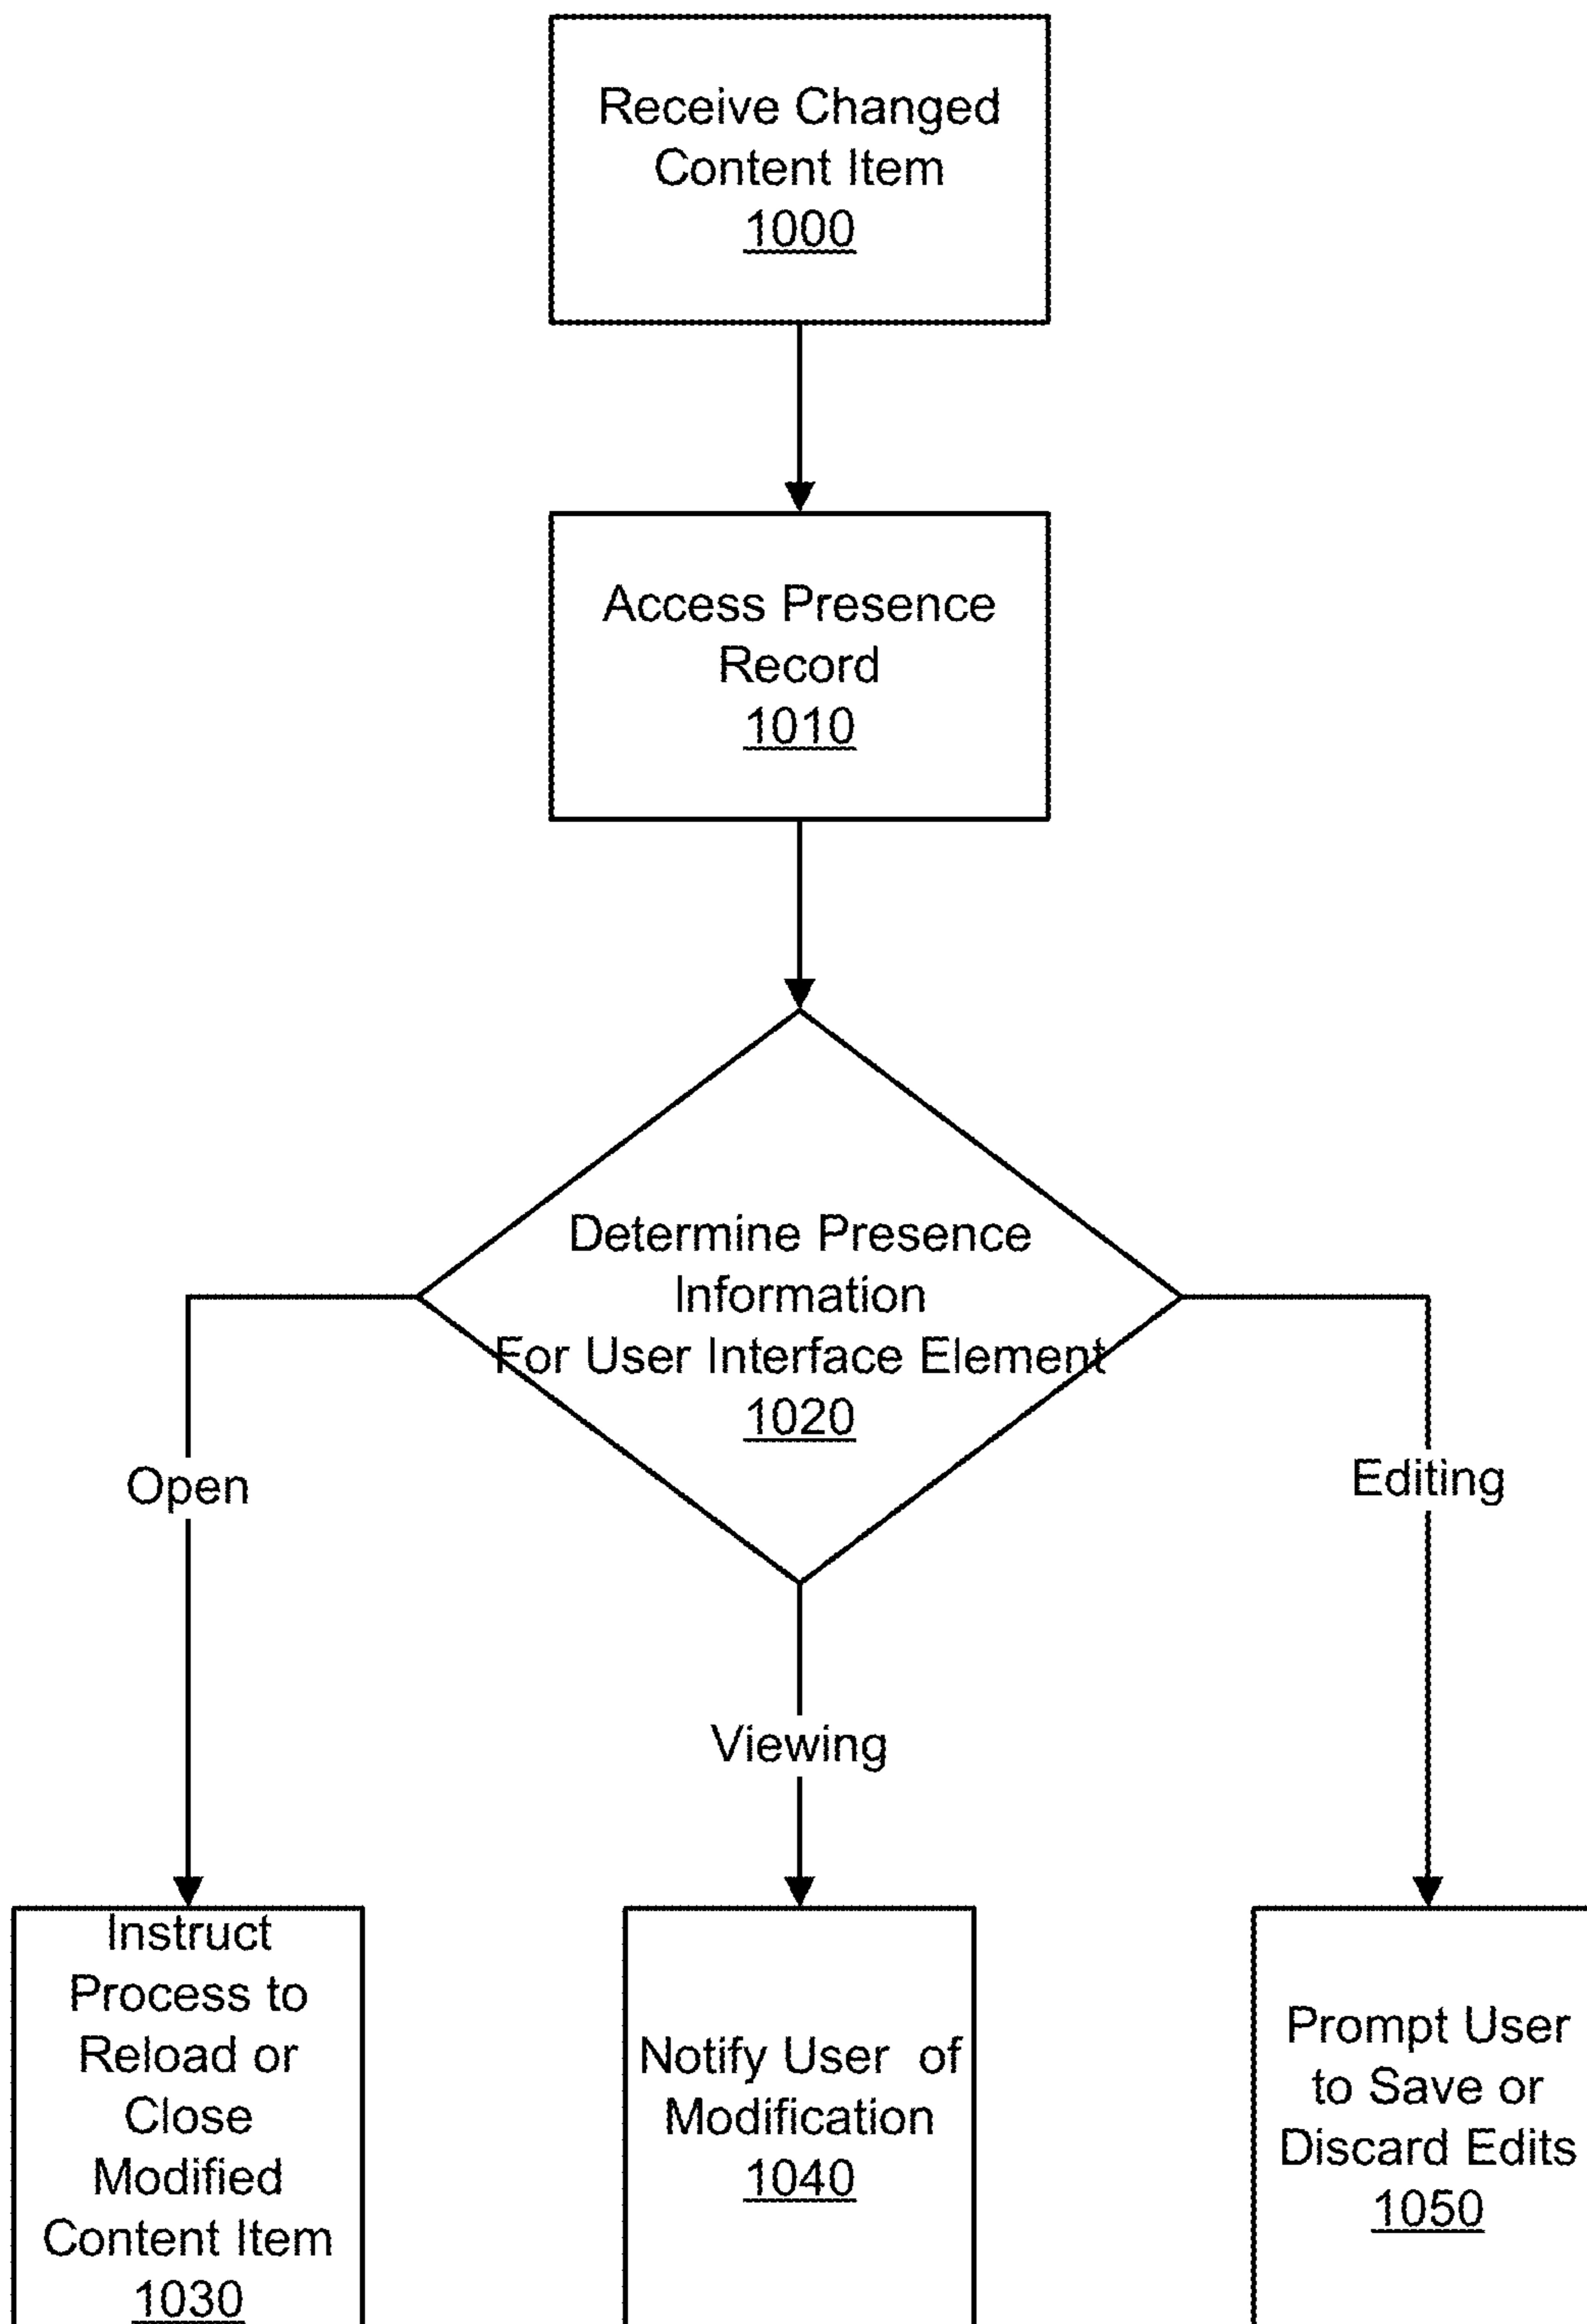 Receive Changed
Content Item
1000
Access Presence
Record
1010
Determine Presence
Information
For User Interface Element
1020
Open
Editing
Viewing
Instruct
Process to
Reload or
Close
Modified
Content Item
1030
Notify User of
Modification
1040
Prompt User
to Save or
Discard Edits
1050